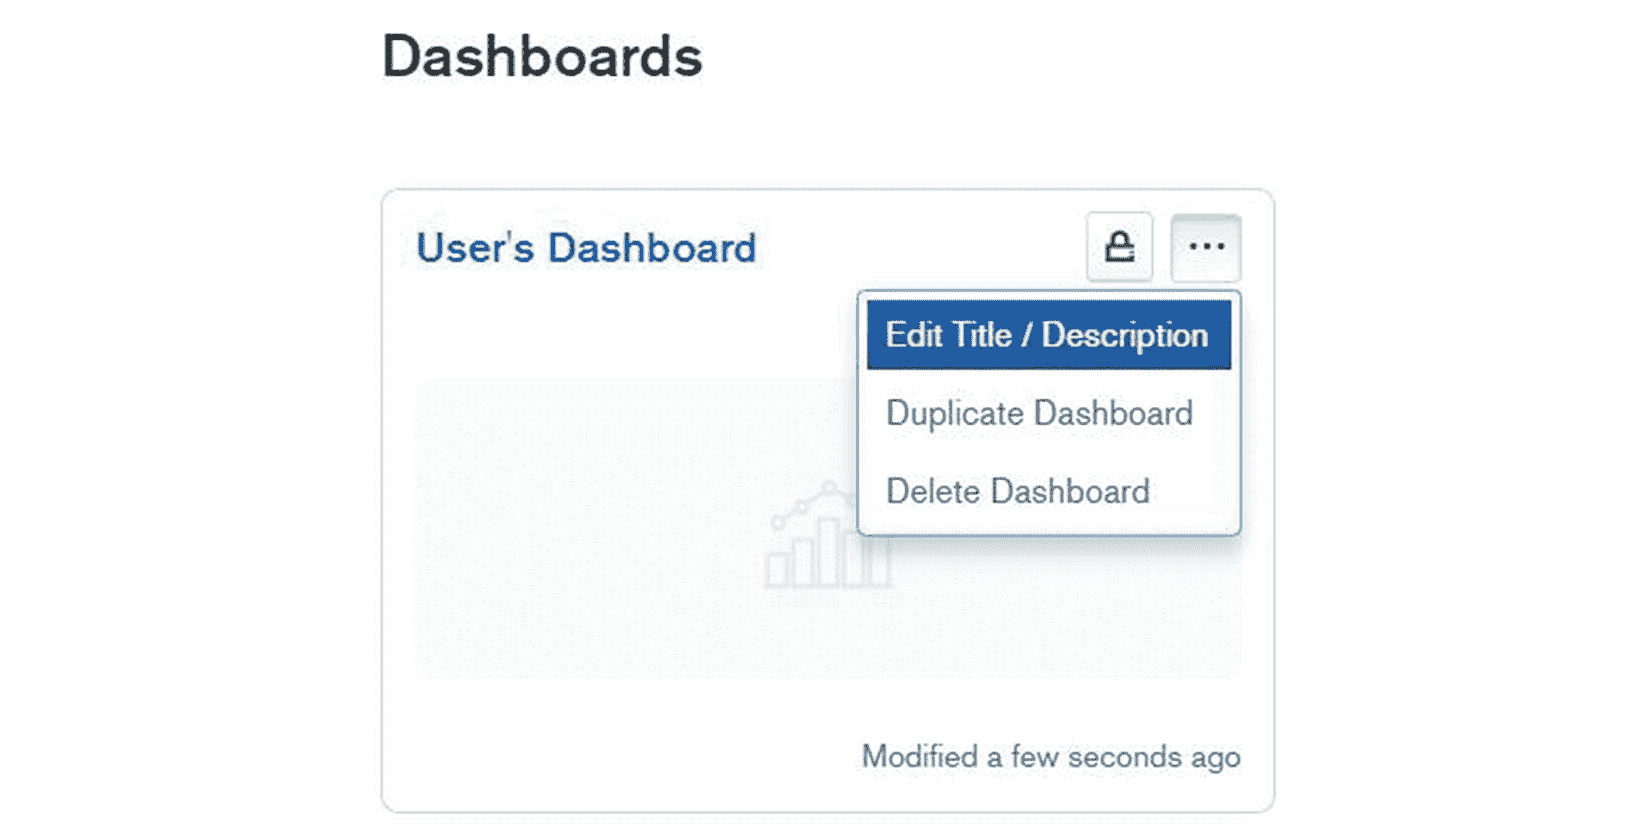 Dashboards
User's Dashboard
Edit Title / Description
Duplicate Dashboard
Delete Dashboard
Modified a few seconds ago